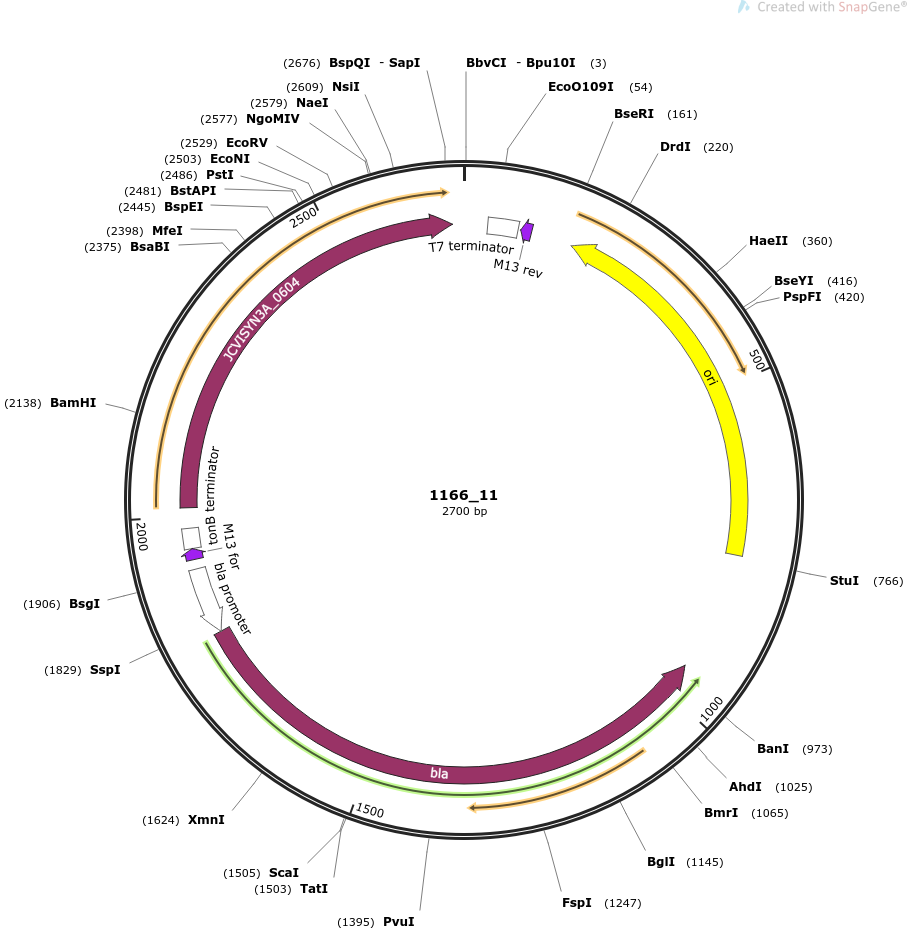 Created with SnapGene®
(2676) BspQI - SapI
BbvCI - Bpu10I (3)
(2609) NsiI
EcoO109I (54)
(2579) NaeI
BseRI (161)
(2577) NgoMIV
(2529) EcoRV
DrdI (220)
(2503) EcoNI
(2486) PstI
(2481) BstAPI
(2445) BspEI
(2398) MfeI
(2375) BsaBI
2500
T7 terminator
M13 rev
HaeII (360)
BseYI (416)
PspFI (420)
JCVISYN3A_0604
500
ori
(2138) BamHI
1166_11
2700 bp
tonB terminator
2000
M13 for
bla promoter
StuI (766)
(1906) BsgI
(1829) SspI
1000
BanI (973)
bla
AhdI (1025)
1500
BmrI (1065)
(1624) XmnI
BglI (1145)
(1505) ScaI
(1503) TatI
FspI (1247)
(1395) PvuI